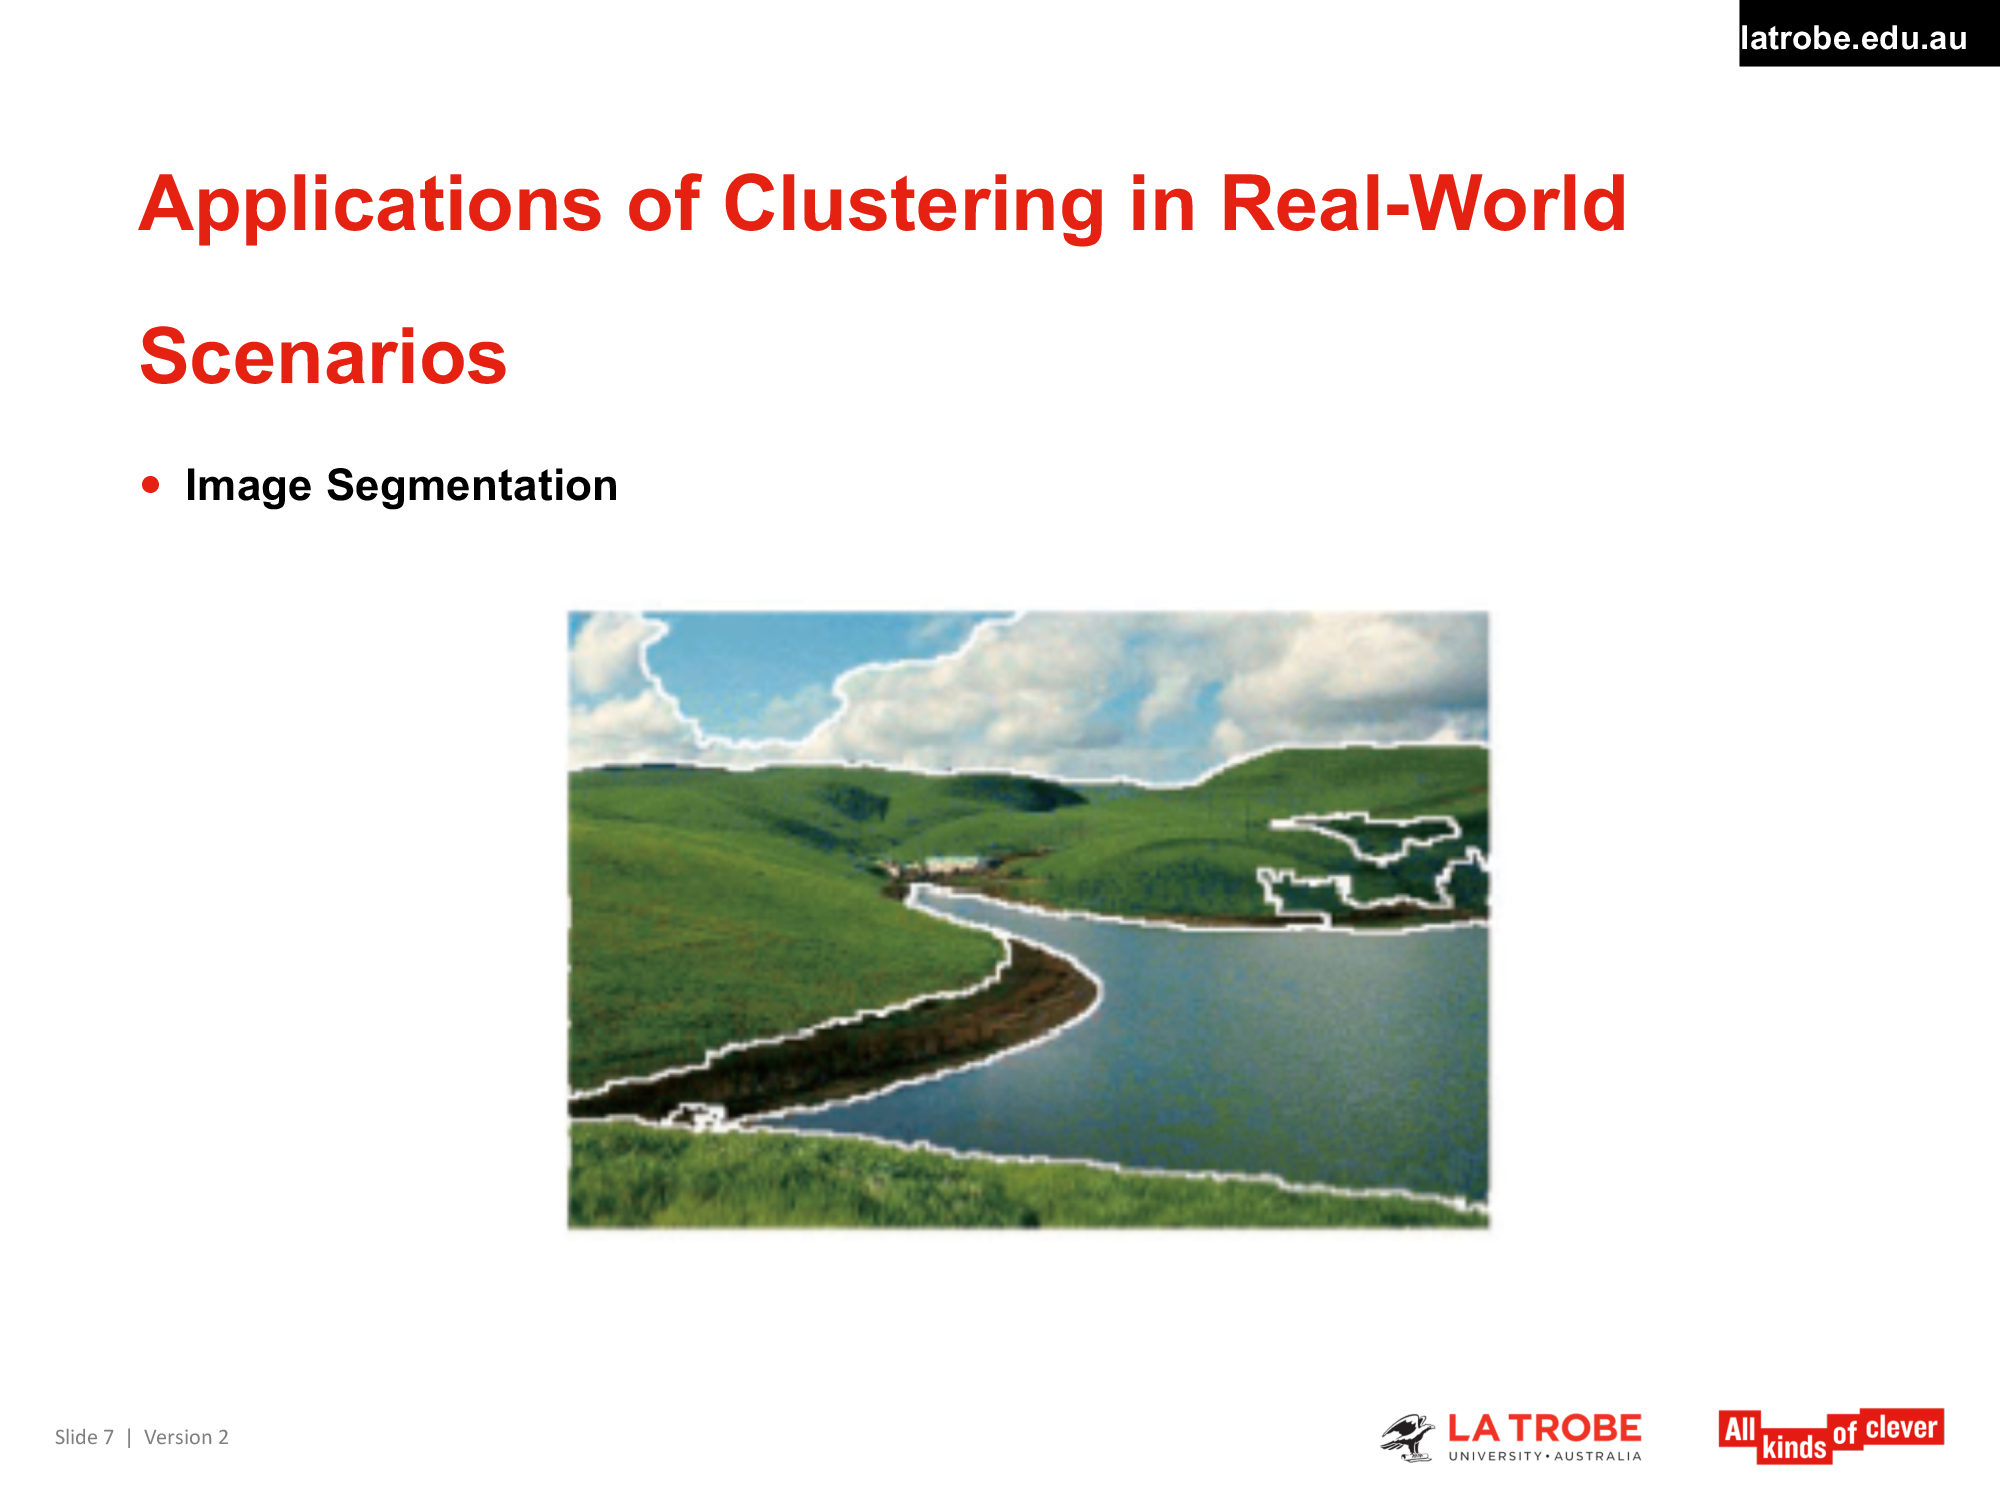 latrobe.edu.au
Applications of Clustering in Real-World
Scenarios
• Image Segmentation
Slide 7 | Version 2
LA TROBE
UNIVERSITY • AUSTRALIA
All kinds of clever